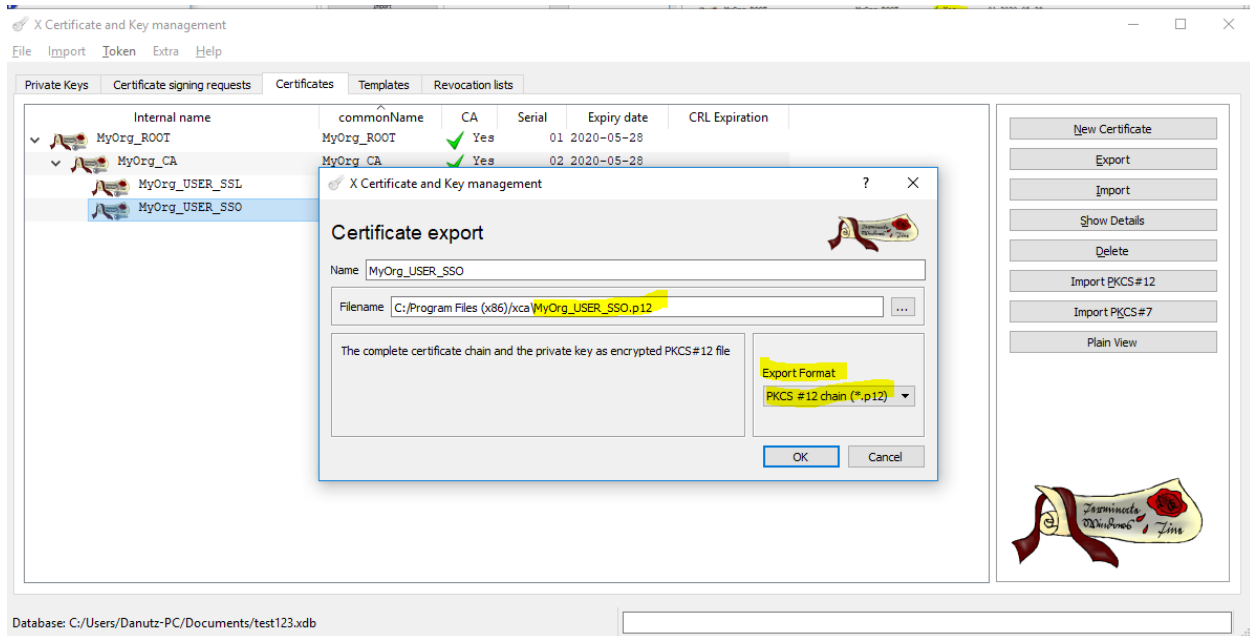 X Certificate and Key management
File Import Token Extra Help
Private Keys Certificate signing requests Certificates Templates Revocation lists
Internal name commonName CA Serial Expiry date CRL Expiration
MyOrg_ROOT MyOrg_ROOT Yes 01 2020-05-28
MyOrg_CA MyOrg CA Yes 02 2020-05-28
MyOrg_USER_SSL
MyOrg_USER_SSO
X Certificate and Key management ? X
Certificate export
Name MyOrg_USER_SSO
Filename C:/Program Files (x86)/xca\MyOrg_USER_SSO.p12 ...
The complete certificate chain and the private key as encrypted PKCS#12 file
Export Format
PKCS #12 chain (*.p12)
OK Cancel
New Certificate
Export
Import
Show Details
Delete
Import PKCS#12
Import PKCS#7
Plain View
Database: C:/Users/Danutz-PC/Documents/test123.xdb